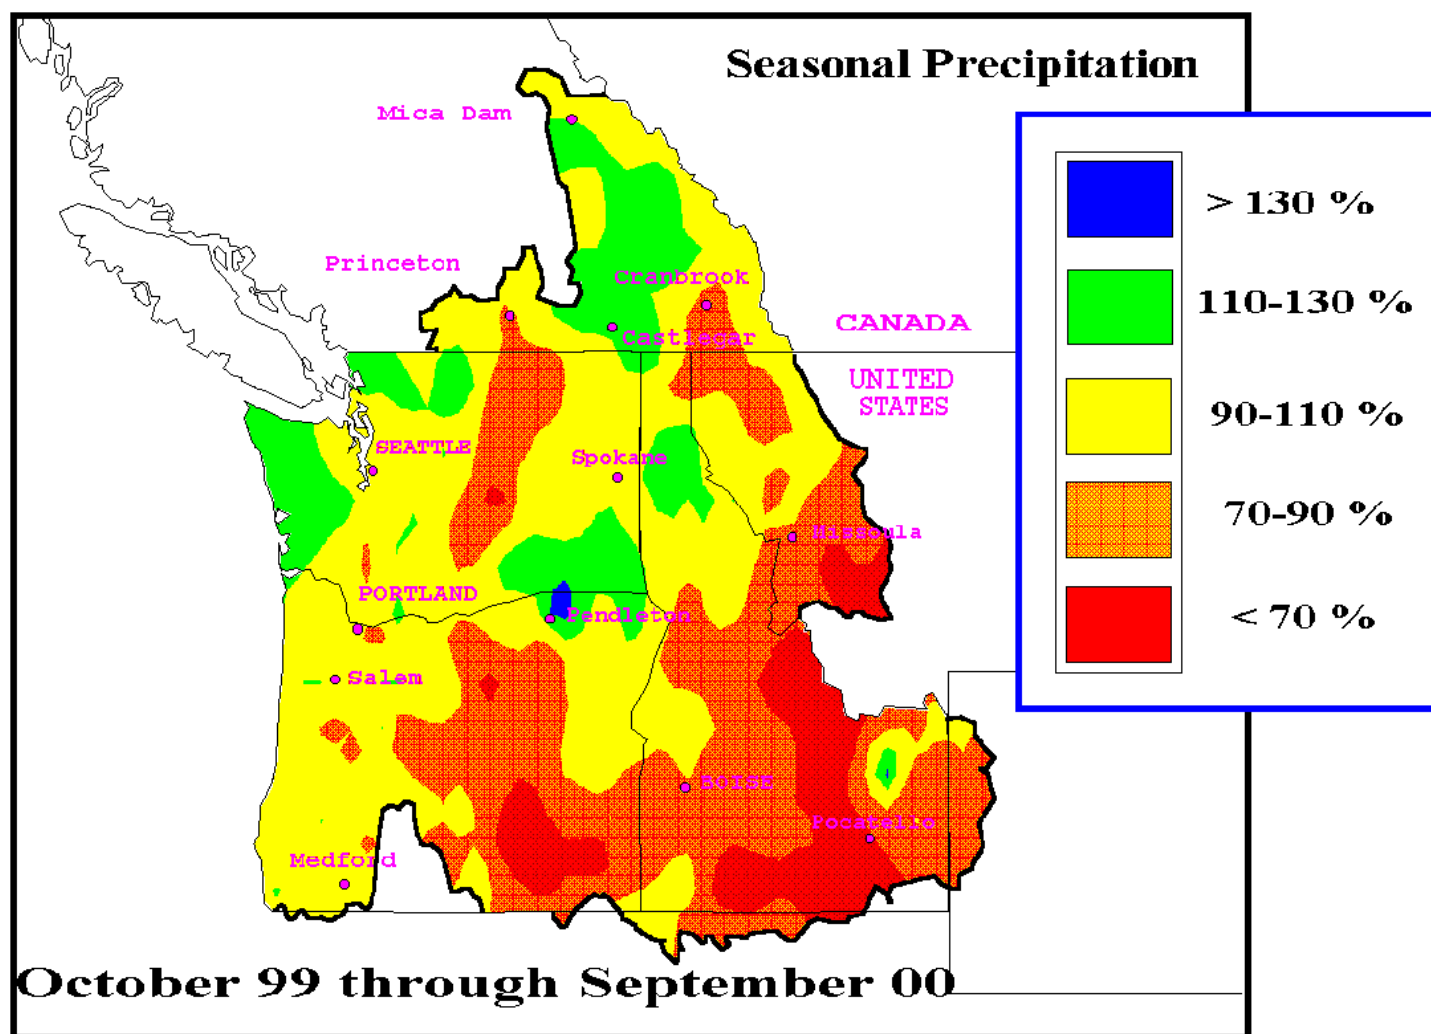 Seasonal Precipitation
Mica Dam
> 130 %
Princeton
Cranbrook
110-130 %
CANADA
Castlegar
UNITED
STATES
90-110 %
SEATTLE
Spokane
70-90 %
Missoula
PORTLAND
Pendleton
< 70 %
Salem
BOISE
Pocatello
Medford
October 99 through September 00